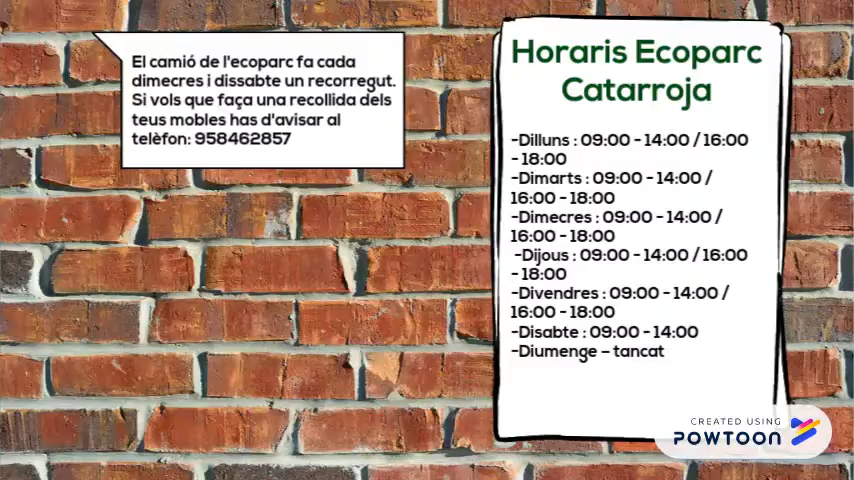 El camió de l'ecoparc fa cada
dimecres i dissabte un recorregut.
Si vols que faça una recollida dels
teus mobles has d'avisar al
telèfon: 958462857
Horaris Ecoparc
Catarroja
-Dilluns : 09:00 - 14:00 / 16:00
- 18:00
-Dimarts : 09:00 - 14:00 /
16:00 - 18:00
-Dimecres : 09:00 - 14:00 /
16:00 - 18:00
-Dijous : 09:00 - 14:00 / 16:00
- 18:00
-Divendres : 09:00 - 14:00 /
16:00 - 18:00
-Disabte : 09:00 - 14:00
-Diumenge – tancat
CREATED USING
POWTOON